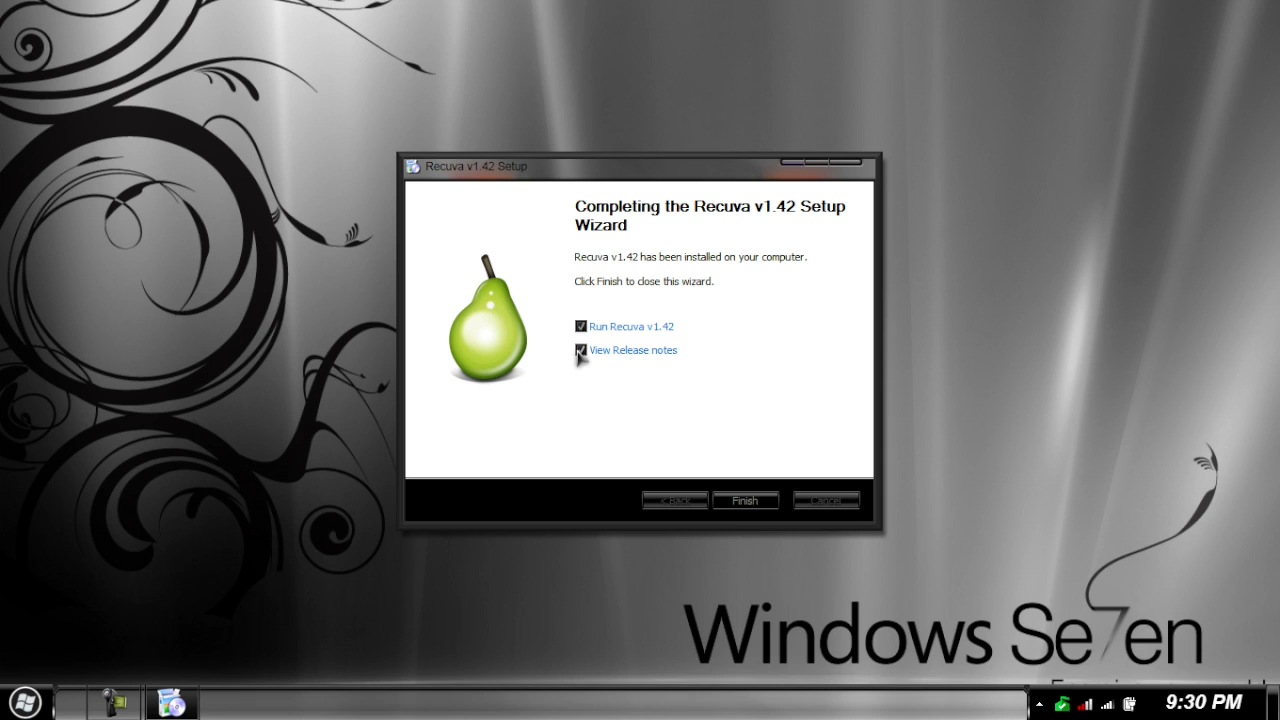 Recuva v1.42 Setup
Completing the Recuva v1.42 Setup
Wizard
Recuva v1.42 has been installed on your computer.
Click Finish to close this wizard.
Run Recuva v1.42
View Release notes
< Back
Finish
Cancel
Windows Se7en
9:30 PM